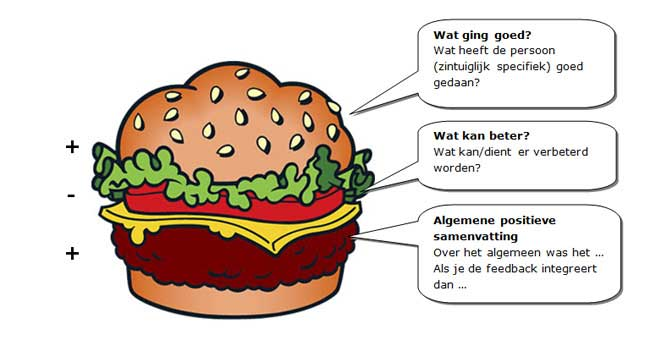 Wat ging goed?
Wat heeft de persoon
(zintuiglijk specifiek) goed
gedaan?
+
Wat kan beter?
Wat kan/dient er verbeterd
worden?
-
Algemene positieve
samenvatting
Over het algemeen was het ...
Als je de feedback integreert
dan ...
+